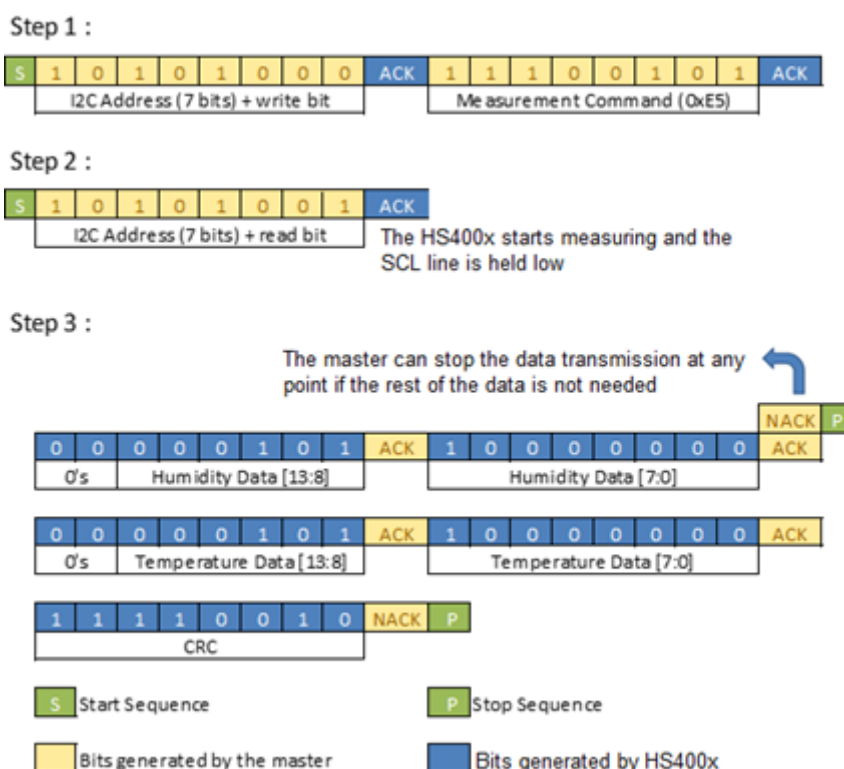 Step 1 :
S 1 0 1 0 1 0 0 0 ACK 1 1 1 0 0 1 0 1 ACK
I2C Address (7 bits) + write bit Measurement Command (0xE5)
Step 2 :
S 1 0 1 0 1 0 0 1 ACK
I2C Address (7 bits) + read bit
The HS400x starts measuring and the
SCL line is held low
Step 3 :
The master can stop the data transmission at any
point if the rest of the data is not needed
NACK P
0 0 0 0 0 1 0 1 ACK 1 0 0 0 0 0 0 0 ACK
0's Humidity Data [13:8] Humidity Data [7:0]
0 0 0 0 0 1 0 1 ACK 1 0 0 0 0 0 0 0 ACK
0's Temperature Data [13:8] Temperature Data [7:0]
1 1 1 1 0 0 1 0 NACK P
CRC
S Start Sequence P Stop Sequence
Bits generated by the master Bits generated by HS400x